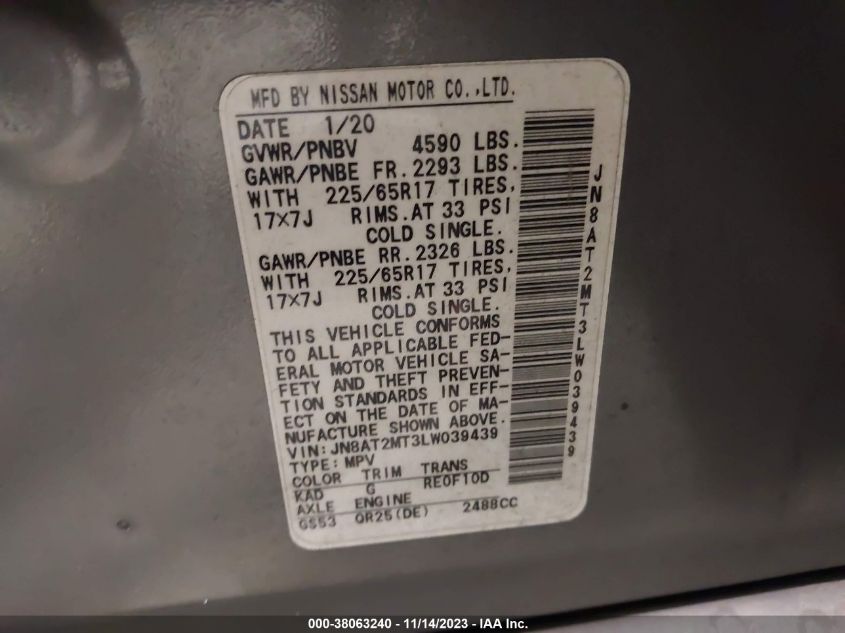 MFD BY NISSAN MOTOR CO.,LTD.
DATE 1/20
GVWR/PNBV 4590 LBS.
GAWR/PNBE FR. 2293 LBS.
WITH 225/65R17 TIRES,
17X7J RIMS. AT 33 PSI
COLD SINGLE.
GAWR/PNBE RR. 2326 LBS.
WITH 225/65R17 TIRES,
17X7J RIMS. AT 33 PSI
COLD SINGLE.
THIS VEHICLE CONFORMS
TO ALL APPLICABLE FED-
ERAL MOTOR VEHICLE SA-
FETY AND THEFT PREVEN-
TION STANDARDS IN EFF-
ECT ON THE DATE OF MA-
NUFACTURE SHOWN ABOVE.
VIN:JN8AT2MT3LW039439
TYPE:MPV
COLOR TRIM TRANS
KAD G RE0F10D
AXLE ENGINE
GS53 QR25(DE) 2488CC
JN8AT2MT3LW039439
000-38063240 - 11/14/2023 - IAA Inc.